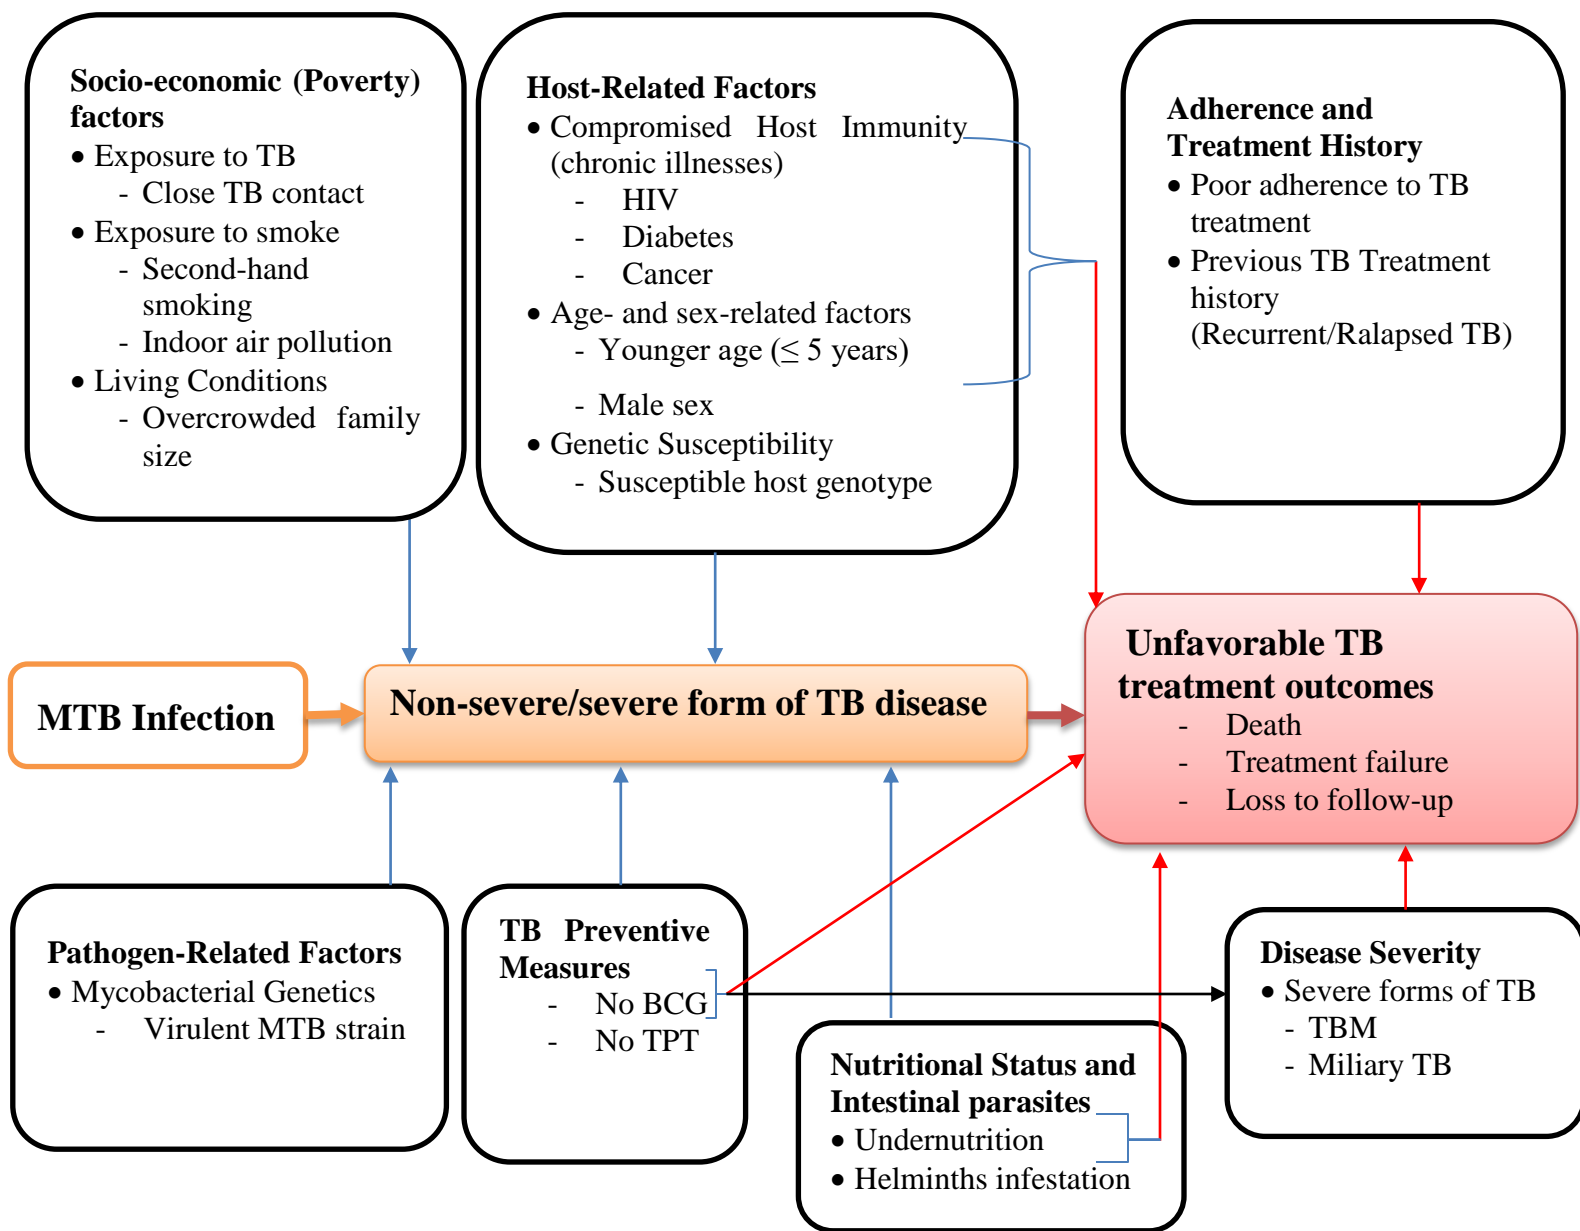 Socio-economic (Poverty)
factors
• Exposure to TB
- Close TB contact
• Exposure to smoke
- Second-hand
smoking
- Indoor air pollution
• Living Conditions
- Overcrowded family
size
Host-Related Factors
• Compromised Host Immunity
(chronic illnesses)
- HIV
- Diabetes
- Cancer
• Age- and sex-related factors
- Younger age (≤ 5 years)
- Male sex
• Genetic Susceptibility
- Susceptible host genotype
Adherence and
Treatment History
• Poor adherence to TB
treatment
• Previous TB Treatment
history
(Recurrent/Ralapsed TB)
MTB Infection
Non-severe/severe form of TB disease
Unfavorable TB
treatment outcomes
- Death
- Treatment failure
- Loss to follow-up
Pathogen-Related Factors
• Mycobacterial Genetics
- Virulent MTB strain
TB Preventive
Measures
- No BCG
- No TPT
Nutritional Status and
Intestinal parasites
• Undernutrition
• Helminths infestation
Disease Severity
• Severe forms of TB
- TBM
- Miliary TB